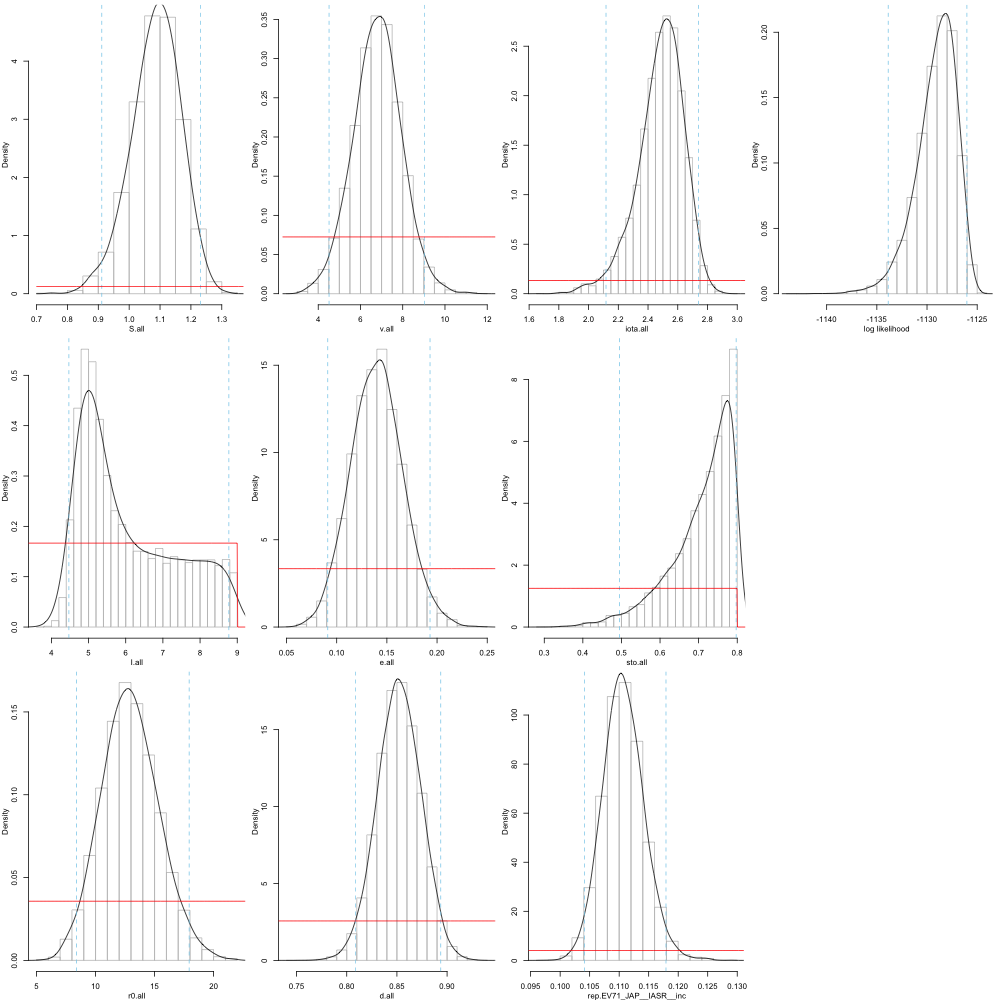 Density
0 1 2 3 4
0.7 0.8 0.9 1.0 1.1 1.2 1.3
S.all
Density
0.00 0.05 0.10 0.15 0.20 0.25 0.30 0.35
4 6 8 10 12
v.all
Density
0.0 0.5 1.0 1.5 2.0 2.5
1.6 1.8 2.0 2.2 2.4 2.6 2.8 3.0
iota.all
Density
0.00 0.05 0.10 0.15 0.20
-1140 -1135 -1130 -1125
log likelihood
Density
0.0 0.1 0.2 0.3 0.4 0.5
4 5 6 7 8 9
l.all
Density
0 5 10 15
0.05 0.10 0.15 0.20 0.25
e.all
Density
0 2 4 6 8
0.3 0.4 0.5 0.6 0.7 0.8
sto.all
Density
0.00 0.05 0.10 0.15
5 10 15 20
r0.all
Density
0 5 10 15
0.75 0.80 0.85 0.90
d.all
Density
0 20 40 60 80 100
0.095 0.100 0.105 0.110 0.115 0.120 0.125 0.130
rep.EV71_JAP__IASR__inc